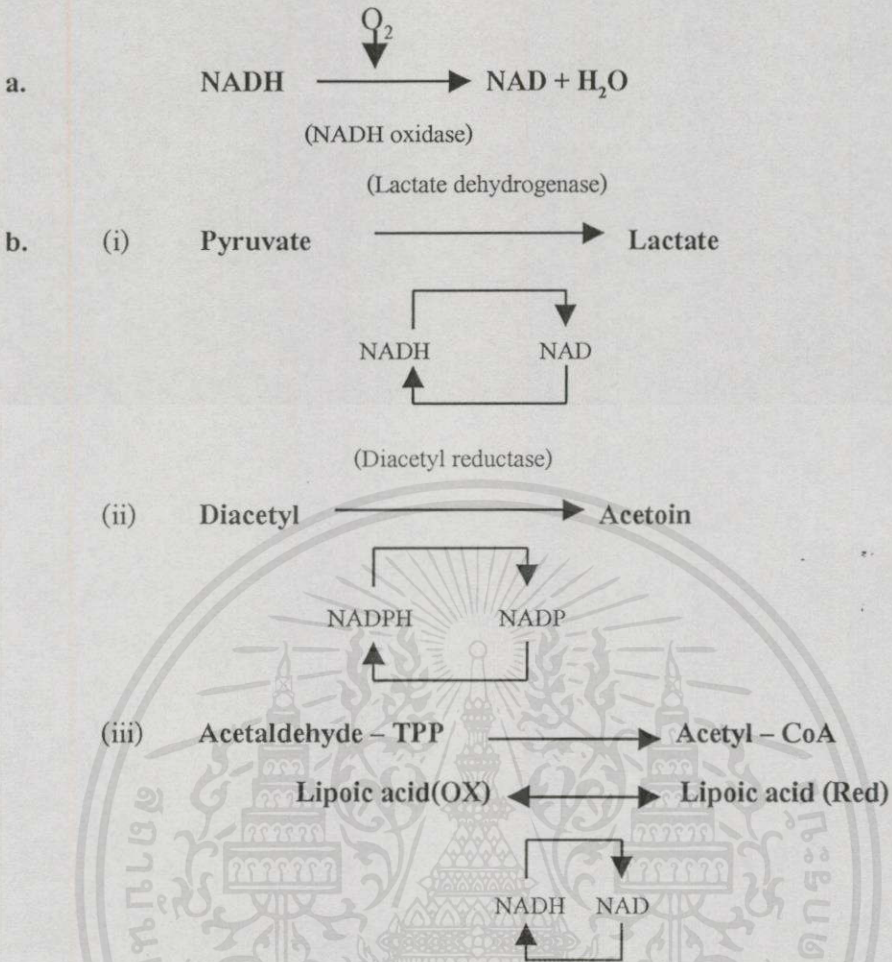 O₂
a. NADH NAD + H₂O
(NADH oxidase)
(Lactate dehydrogenase)
b. (i) Pyruvate Lactate
NADH NAD
(Diacetyl reductase)
(ii) Diacetyl Acetoin
NADPH NADP
(iii) Acetaldehyde – TPP Acetyl – CoA
Lipoic acid(OX) Lipoic acid (Red)
NADH NAD